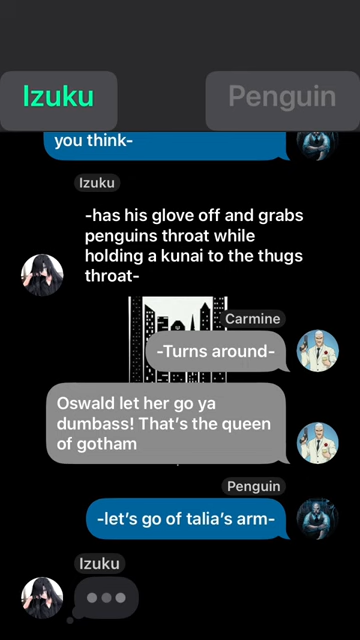 Izuku
Penguin
you think-
Izuku
-has his glove off and grabs
penguins throat while
holding a kunai to the thugs
throat-
Carmine
-Turns around-
Oswald let her go ya
dumbass! That's the queen
of gotham
Penguin
-let's go of talia's arm-
Izuku